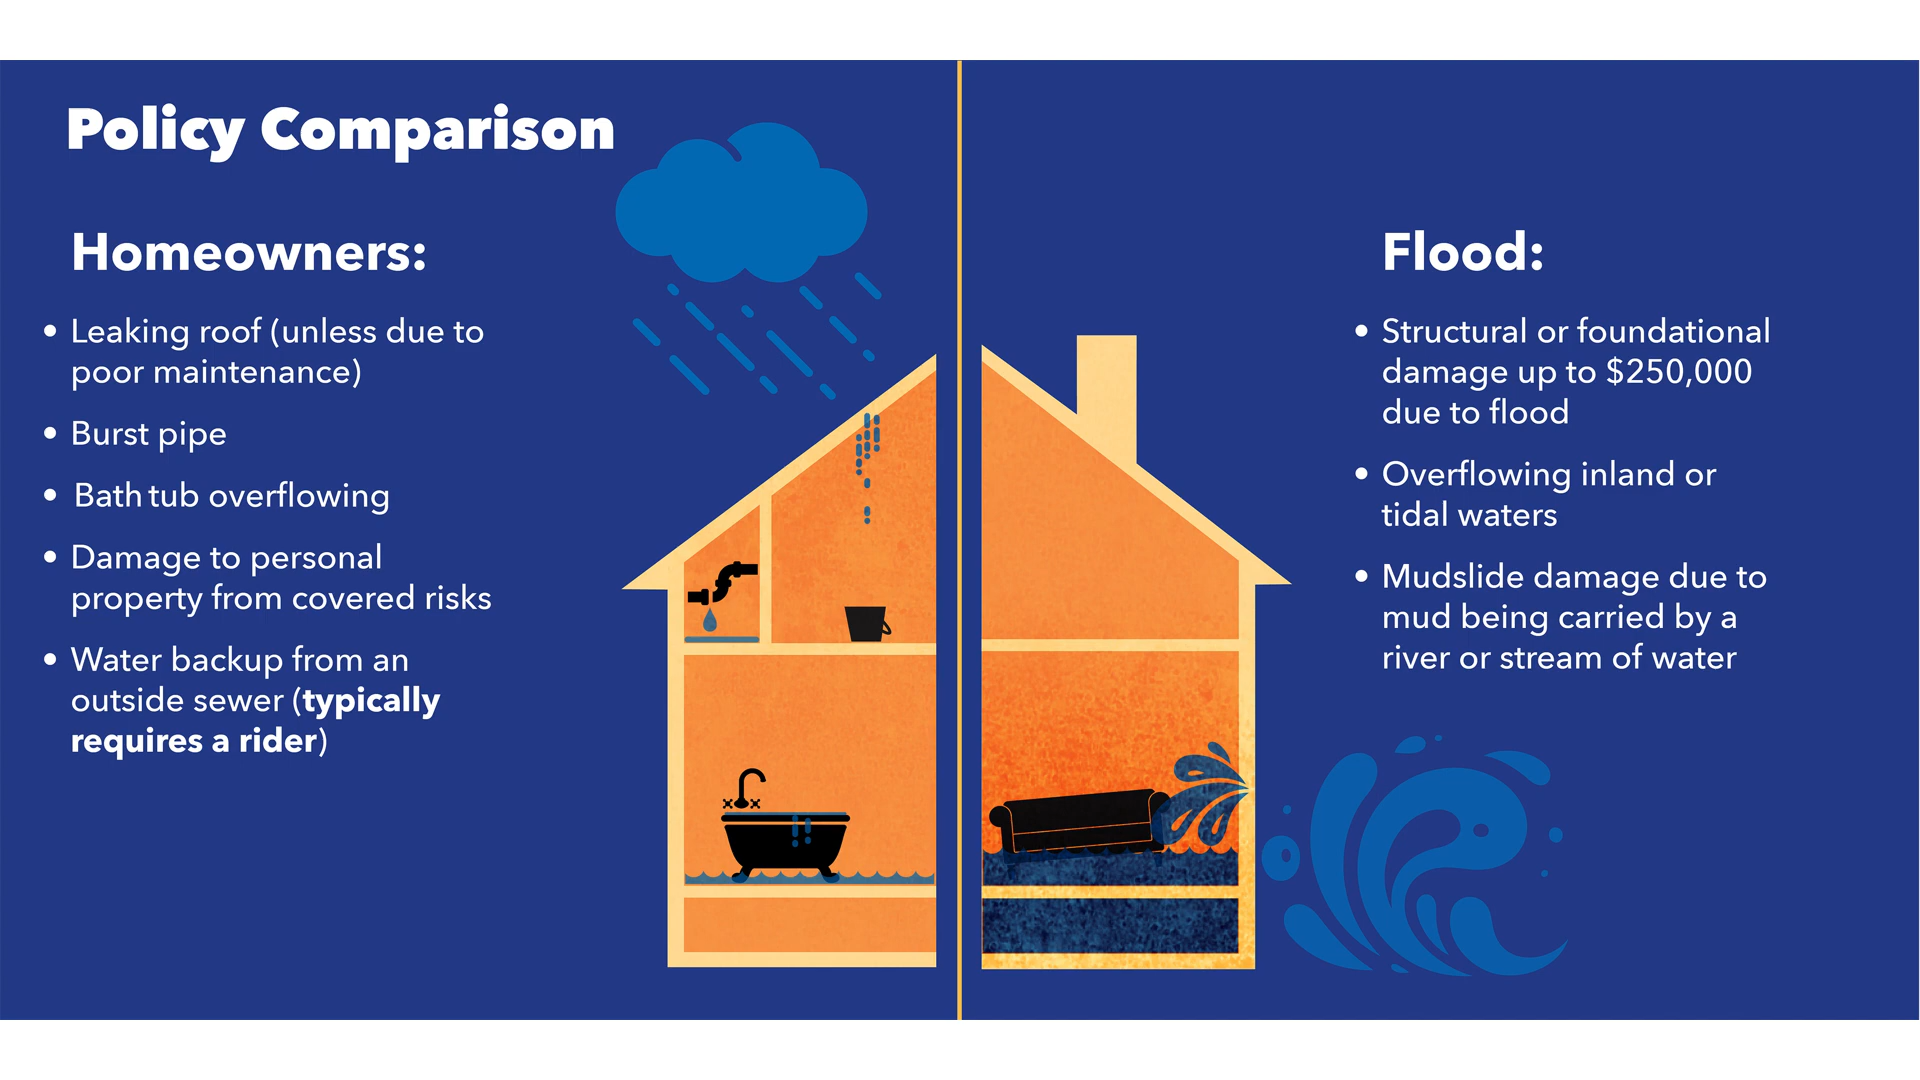 Policy Comparison
Homeowners:
• Leaking roof (unless due to
poor maintenance)
• Burst pipe
• Bath tub overflowing
• Damage to personal
property from covered risks
• Water backup from an
outside sewer (typically
requires a rider)
Flood:
• Structural or foundational
damage up to $250,000
due to flood
• Overflowing inland or
tidal waters
• Mudslide damage due to
mud being carried by a
river or stream of water